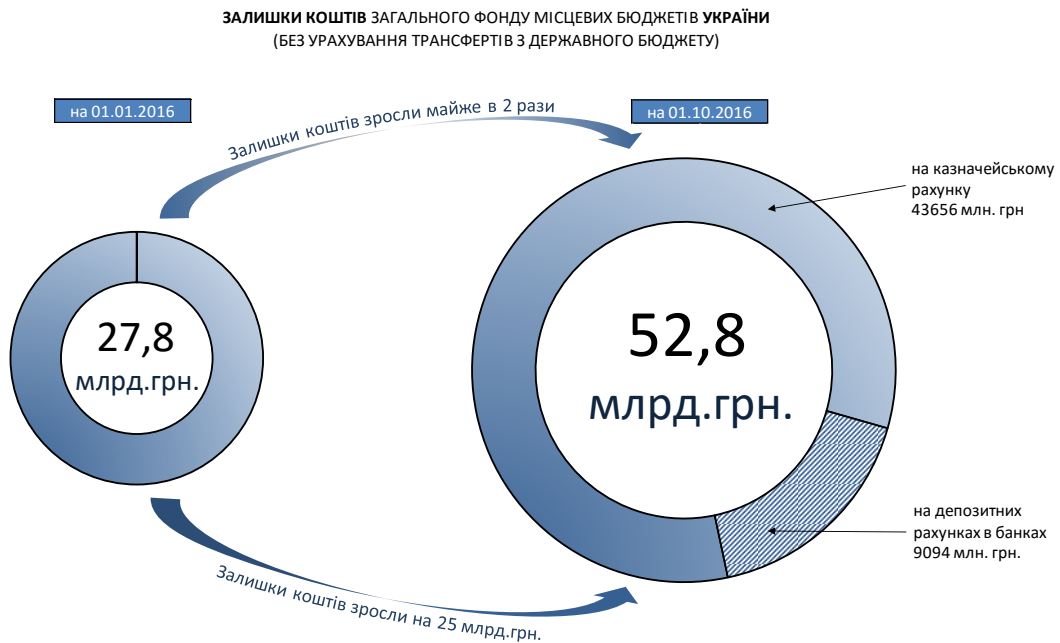 ЗАЛИШКИ КОШТІВ ЗАГАЛЬНОГО ФОНДУ МІСЦЕВИХ БЮДЖЕТІВ УКРАЇНИ
(БЕЗ УРАХУВАННЯ ТРАНСФЕРТІВ З ДЕРЖАВНОГО БЮДЖЕТУ)
на 01.01.2016
Залишки коштів зросли майже в 2 рази
на 01.10.2016
на казначейському
рахунку
43656 млн. грн
27,8
млрд.грн.
52,8
млрд.грн.
на депозитних
рахунках в банках
9094 млн. грн.
Залишки коштів зросли на 25 млрд.грн.